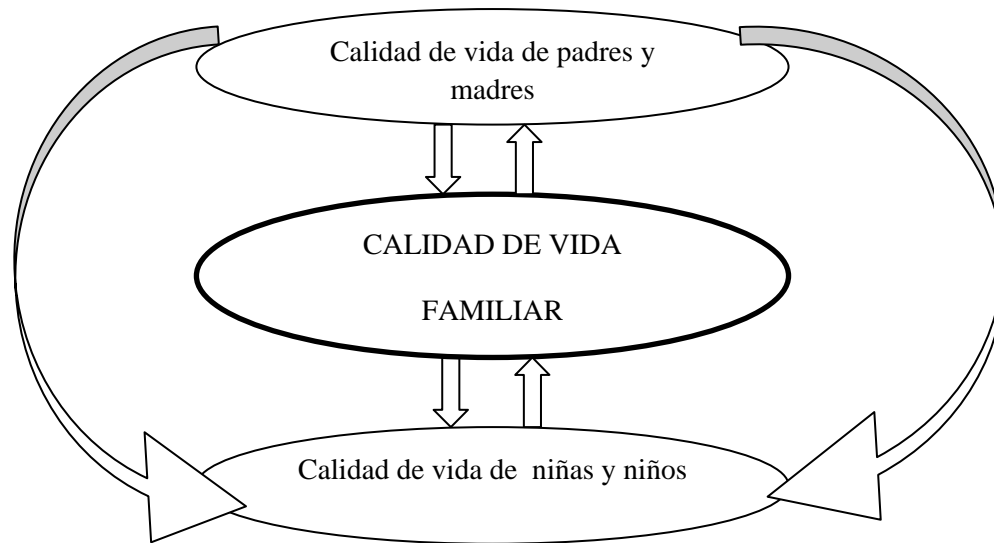 Calidad de vida de padres y
madres
CALIDAD DE VIDA
FAMILIAR
Calidad de vida de  niñas y niños